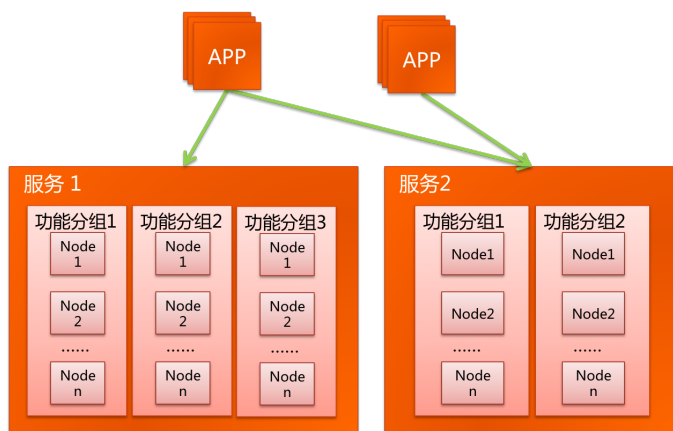 APP
APP
服务 1
功能分组1
Node
1
Node
2
......
Node
n
功能分组2
Node
1
Node
2
......
Node
n
功能分组3
Node
1
Node
2
......
Node
n
服务2
功能分组1
Node1
Node2
......
Node
n
功能分组2
Node1
Node2
......
Node
n